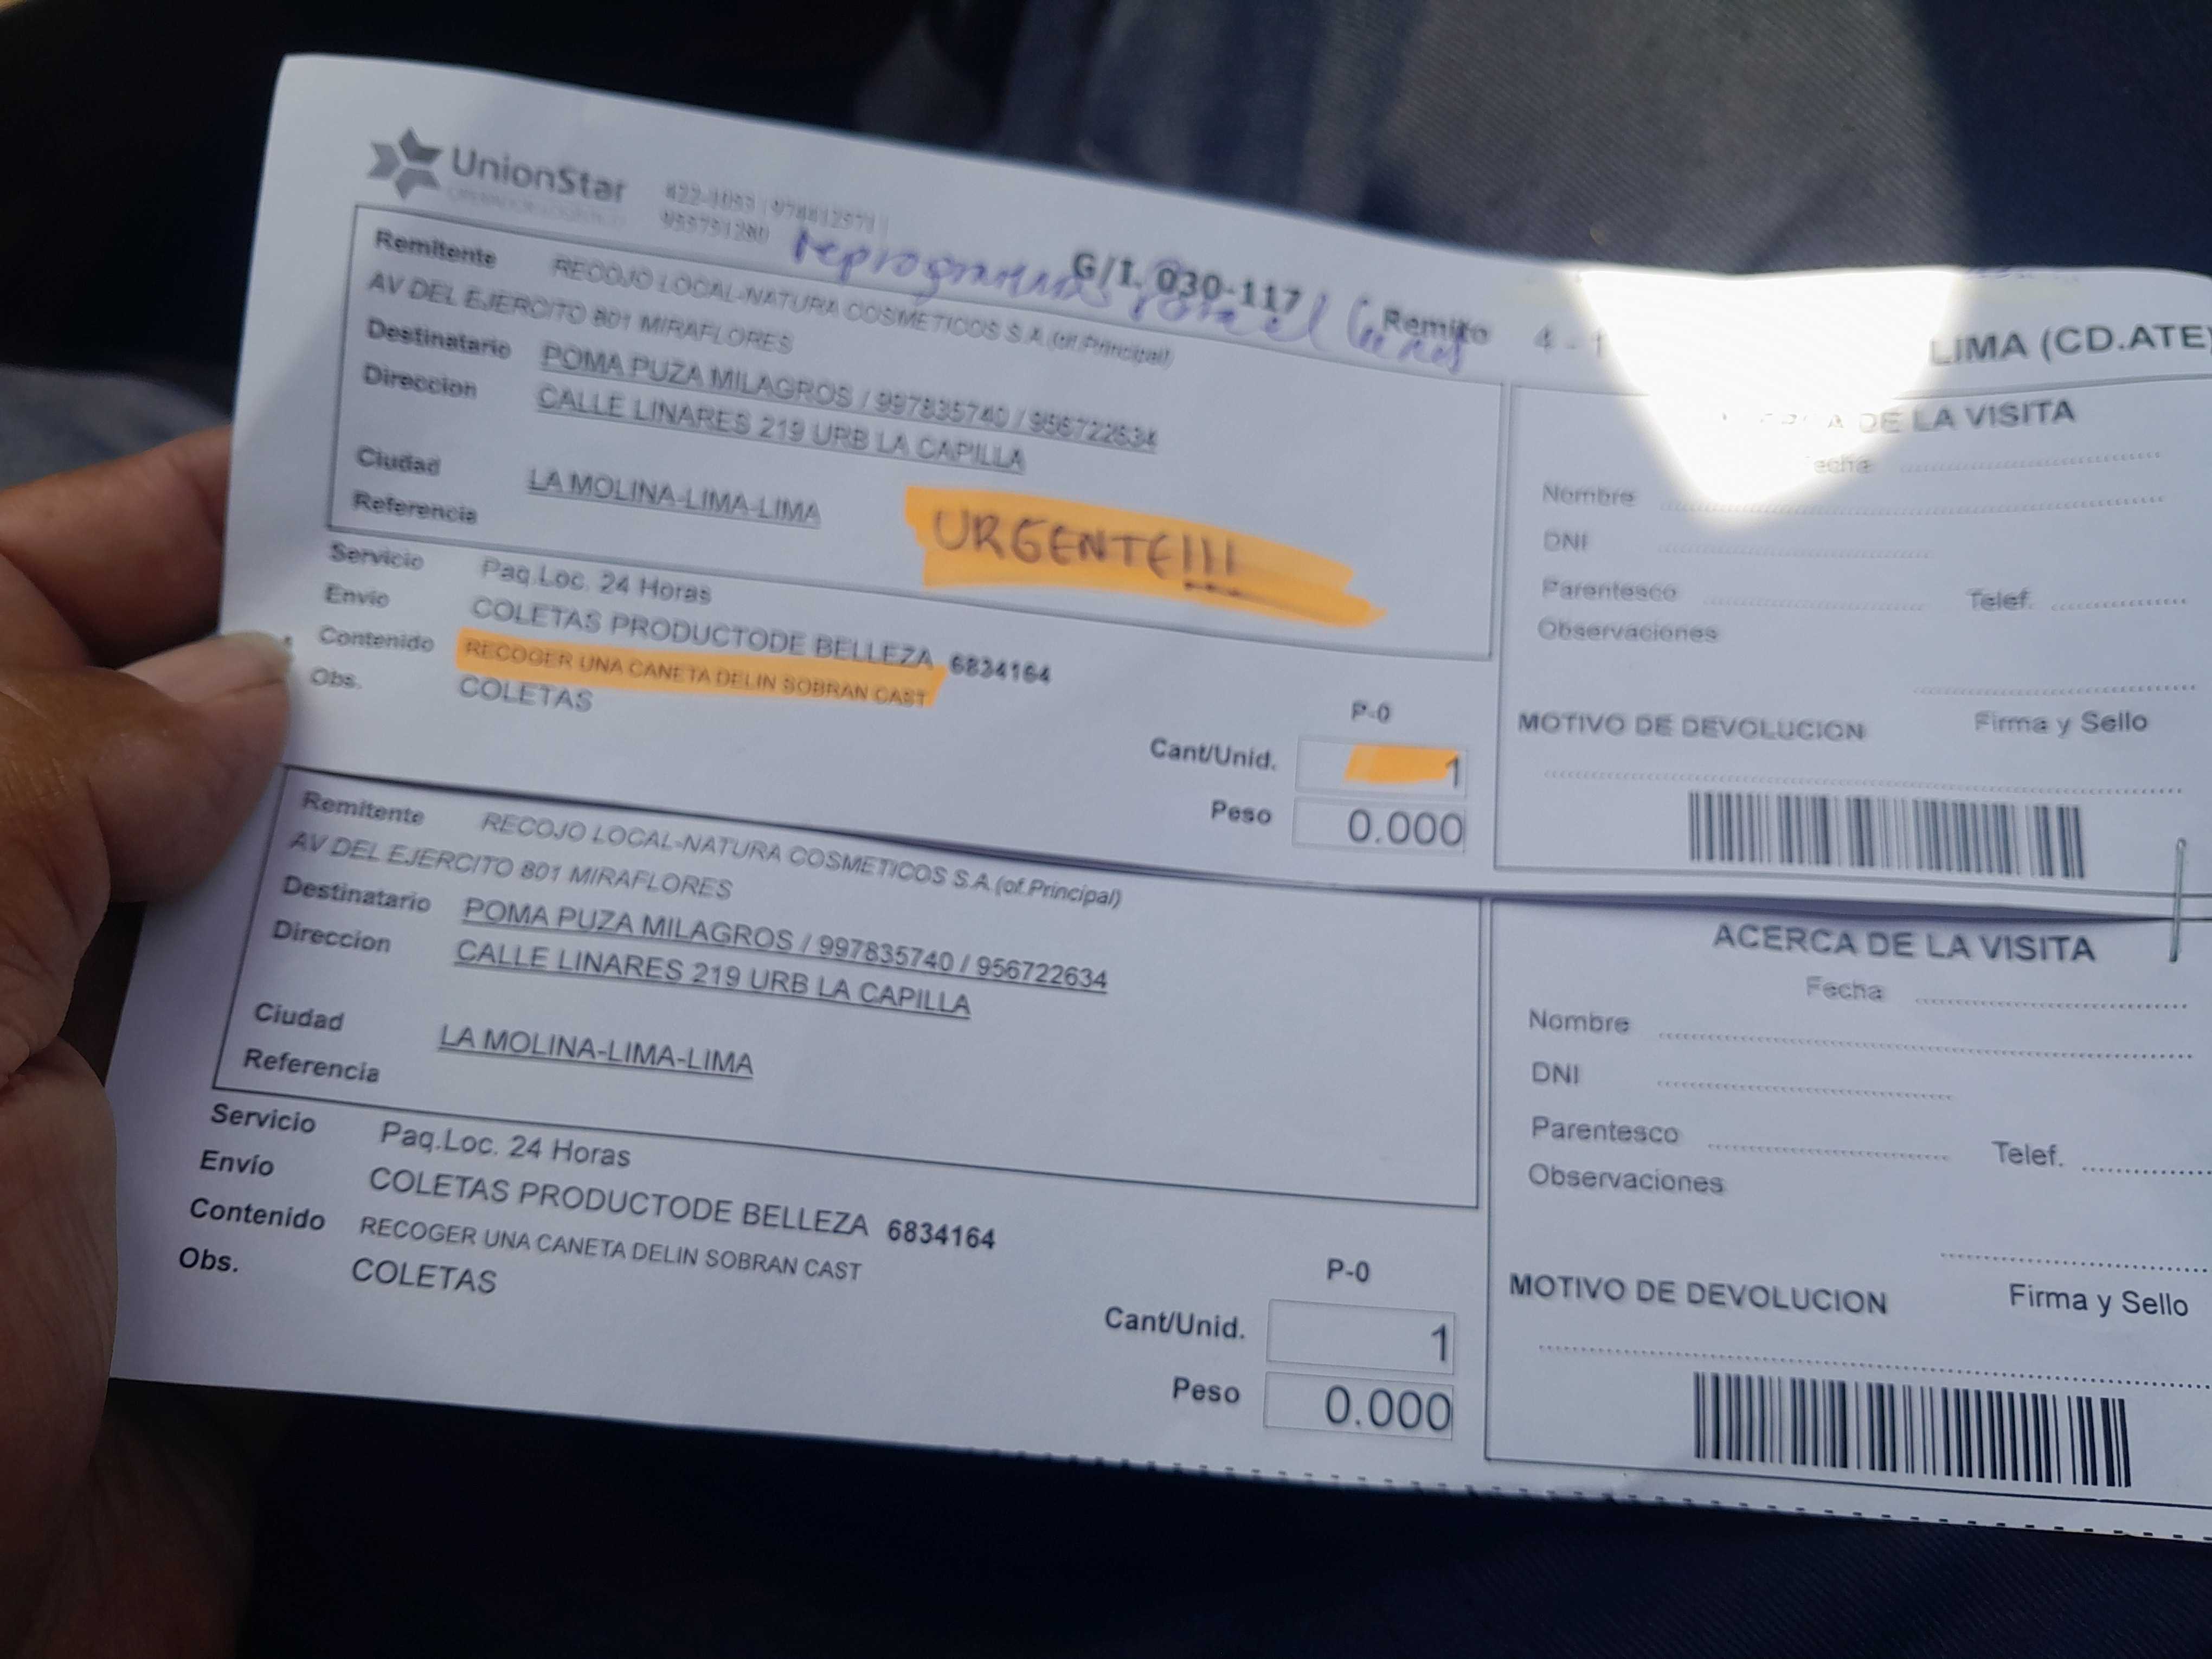 UnionStar
OPERADOR LOGÍSTICO
955751280
G/I. 030-117 Remito 4 - 1
LIMA (CD.ATE)
reprogramado
Remitente RECOJO LOCAL-NATURA COSMETICOS S.A.(of.Principal)
AV DEL EJERCITO 801 MIRAFLORES
Destinatario POMA PUZA MILAGROS / 997835740 / 956722634
Direccion CALLE LINARES 219 URB LA CAPILLA
Ciudad LA MOLINA-LIMA-LIMA
Referencia
URGENTE!!!
Servicio Paq.Loc. 24 Horas
Envio COLETAS PRODUCTODE BELLEZA 6834164
Contenido RECOGER UNA CANETA DELIN SOBRAN CAST
Obs. COLETAS
P-0
Cant/Unid. 1
Peso 0.000
DE LA VISITA
Fecha
Nombre
DNI
Parentesco Telef.
Observaciones
MOTIVO DE DEVOLUCION Firma y Sello
Remitente RECOJO LOCAL-NATURA COSMETICOS S.A.(of.Principal)
AV DEL EJERCITO 801 MIRAFLORES
Destinatario POMA PUZA MILAGROS / 997835740 / 956722634
Direccion CALLE LINARES 219 URB LA CAPILLA
Ciudad LA MOLINA-LIMA-LIMA
Referencia
Servicio Paq.Loc. 24 Horas
Envío COLETAS PRODUCTODE BELLEZA 6834164
Contenido RECOGER UNA CANETA DELIN SOBRAN CAST
Obs. COLETAS
P-0
Cant/Unid. 1
Peso 0.000
ACERCA DE LA VISITA
Fecha
Nombre
DNI
Parentesco Telef.
Observaciones
MOTIVO DE DEVOLUCION Firma y Sello